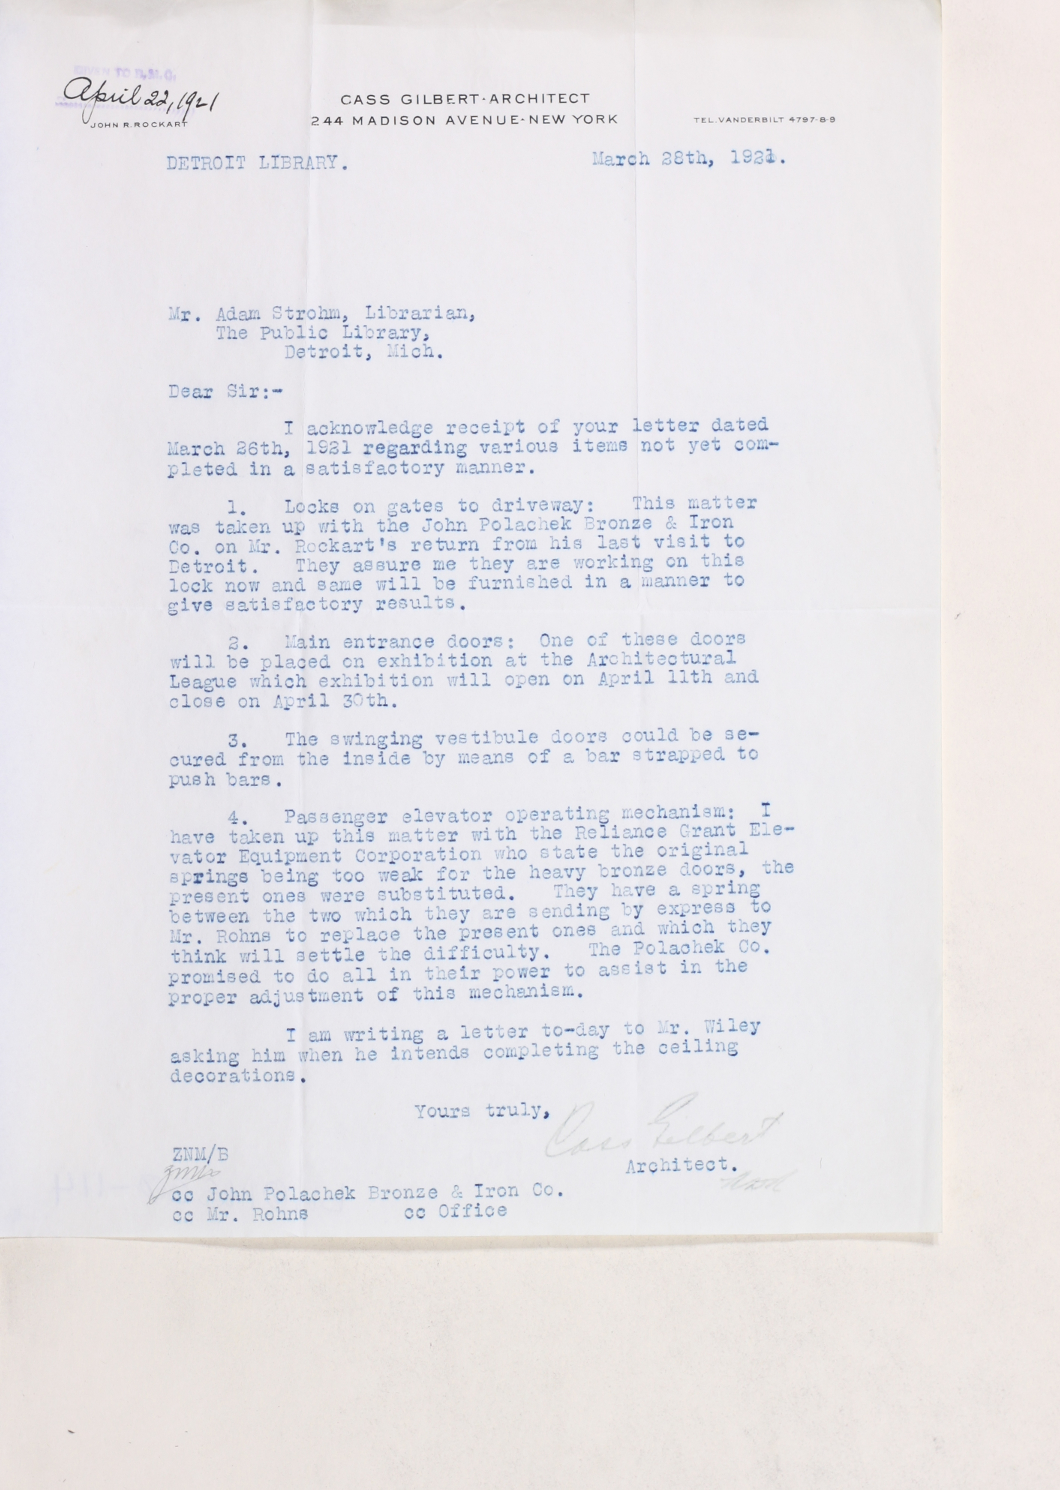 GIVEN TO D.M.Q.
April 22, 1921
JOHN R. ROCKART
CASS GILBERT·ARCHITECT
244 MADISON AVENUE·NEW YORK
TEL. VANDERBILT 4797-8-9
DETROIT LIBRARY.
March 28th, 1921.
Mr. Adam Strohm, Librarian,
The Public Library,
Detroit, Mich.
Dear Sir:-
I acknowledge receipt of your letter dated
March 26th, 1921 regarding various items not yet com-
pleted in a satisfactory manner.
1. Locks on gates to driveway: This matter
was taken up with the John Polachek Bronze & Iron
Co. on Mr. Rockart's return from his last visit to
Detroit. They assure me they are working on this
lock now and same will be furnished in a manner to
give satisfactory results.
2. Main entrance doors: One of these doors
will be placed on exhibition at the Architectural
League which exhibition will open on April 11th and
close on April 30th.
3. The swinging vestibule doors could be se-
cured from the inside by means of a bar strapped to
push bars.
4. Passenger elevator operating mechanism: I
have taken up this matter with the Reliance Grant Ele-
vator Equipment Corporation who state the original
springs being too weak for the heavy bronze doors, the
present ones were substituted. They have a spring
between the two which they are sending by express to
Mr. Rohns to replace the present ones and which they
think will settle the difficulty. The Polachek Co.
promised to do all in their power to assist in the
proper adjustment of this mechanism.
I am writing a letter to-day to Mr. Wiley
asking him when he intends completing the ceiling
decorations.
Yours truly,
Cass Gilbert
Architect.
ZNM/B
cc John Polachek Bronze & Iron Co.
cc Mr. Rohns cc Office